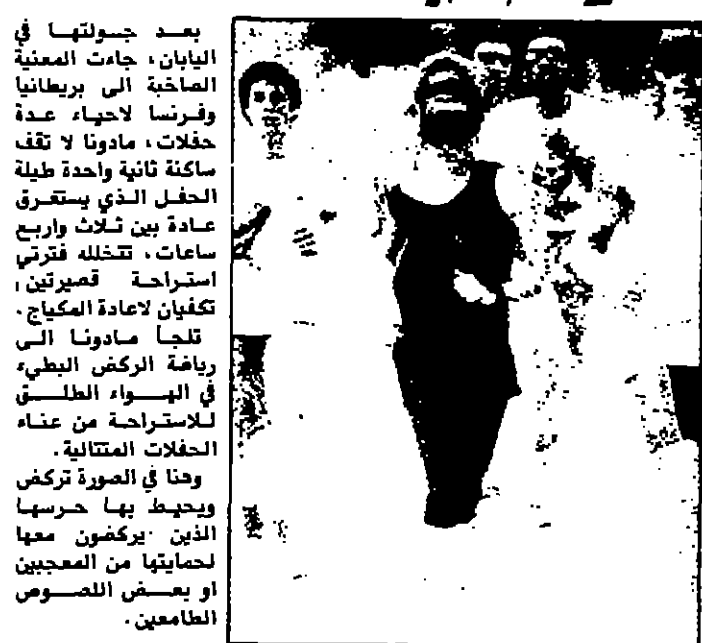 بعد جولتها في
اليابان، جاءت المغنية
الصاخبة الى بريطانيا
وفرنسا لاحياء عدة
حفلات، مادونا لا تقف
ساكنة ثانية واحدة طيلة
الحفل الذي يستغرق
عادة بين ثلاث واربع
ساعات، تتخلله فترتي
استراحة قصيرتين،
تكفيان لاعادة المكياج.
تلجأ مادونا الى
رياضة الركض البطيء
في الهواء الطلق
للاستراحة من عناء
الحفلات المتتالية.
وهنا في الصورة تركض
ويحيط بها حرسها
الذين يركضون معها
لحمايتها من المعجبين
او بعض اللصوص
الطامعين.